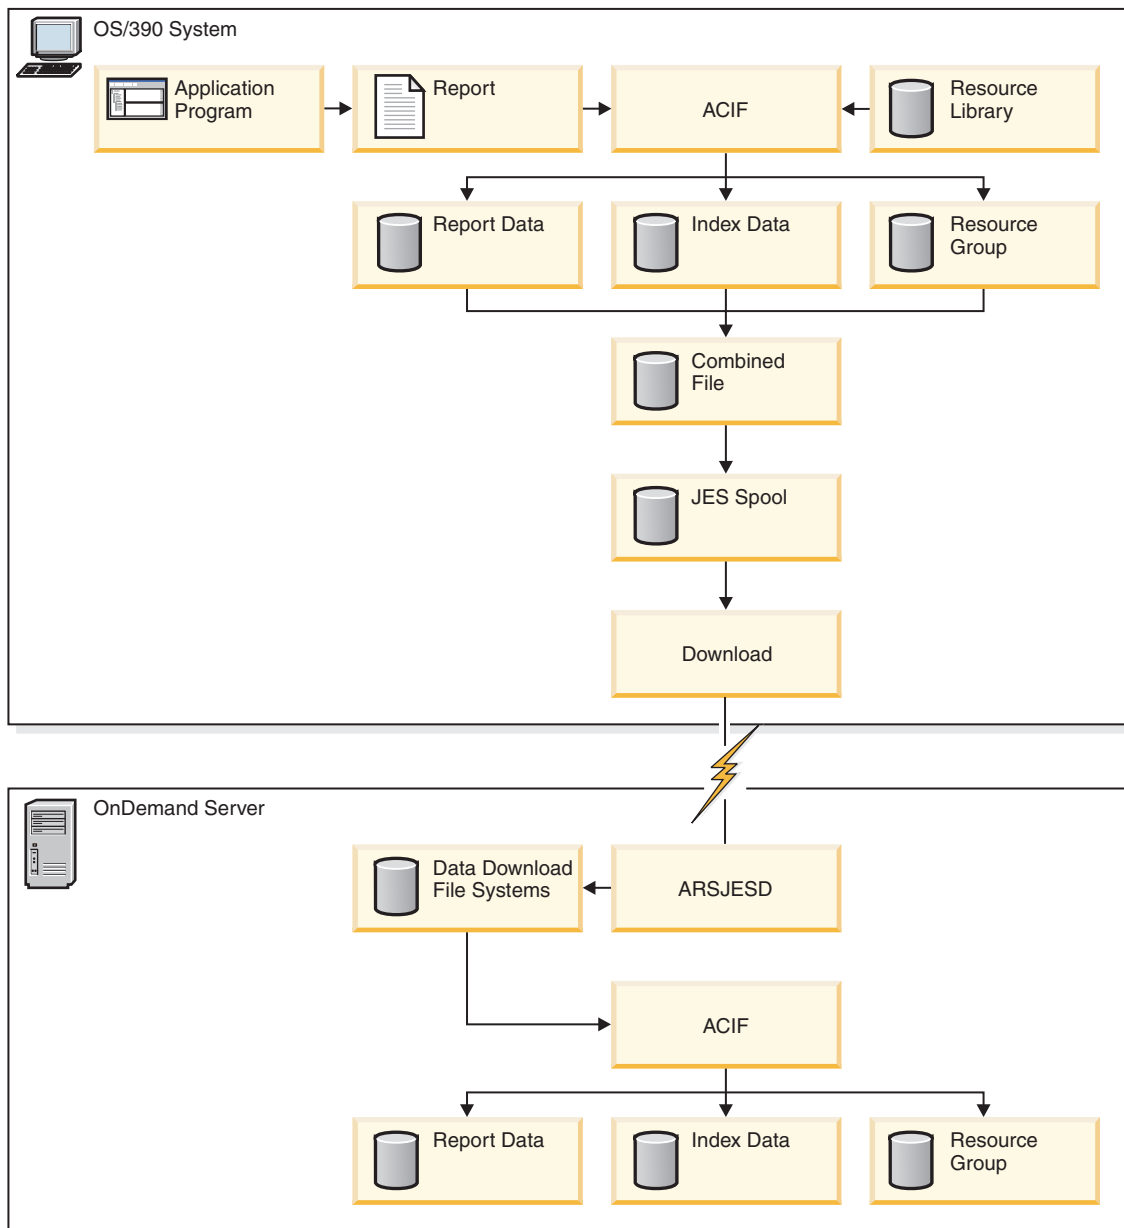 OS/390 System
Application
Program
Report
ACIF
Resource
Library
Report Data
Index Data
Resource
Group
Combined
File
JES Spool
Download
OnDemand Server
Data Download
File Systems
ARSJESD
ACIF
Report Data
Index Data
Resource
Group